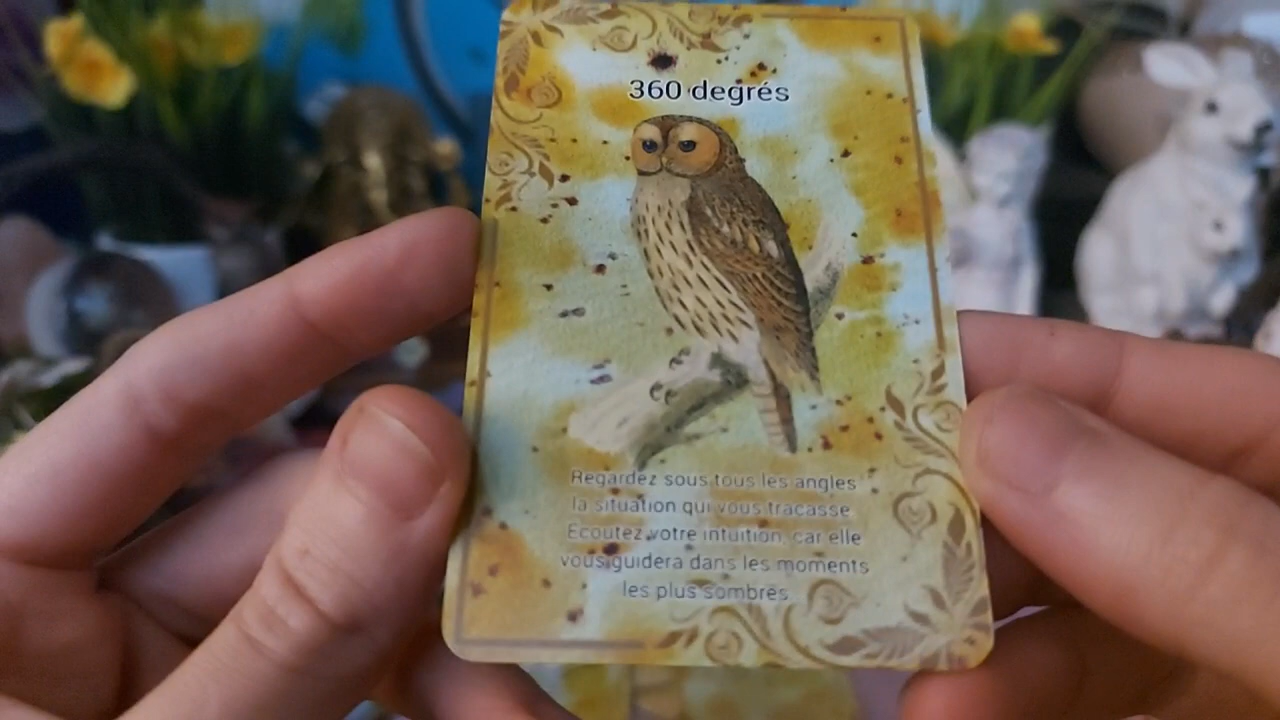 360 degrés
Regardez sous tous les angles
la situation qui vous tracasse.
Ecoutez votre intuition, car elle
vous guidera dans les moments
les plus sombres.